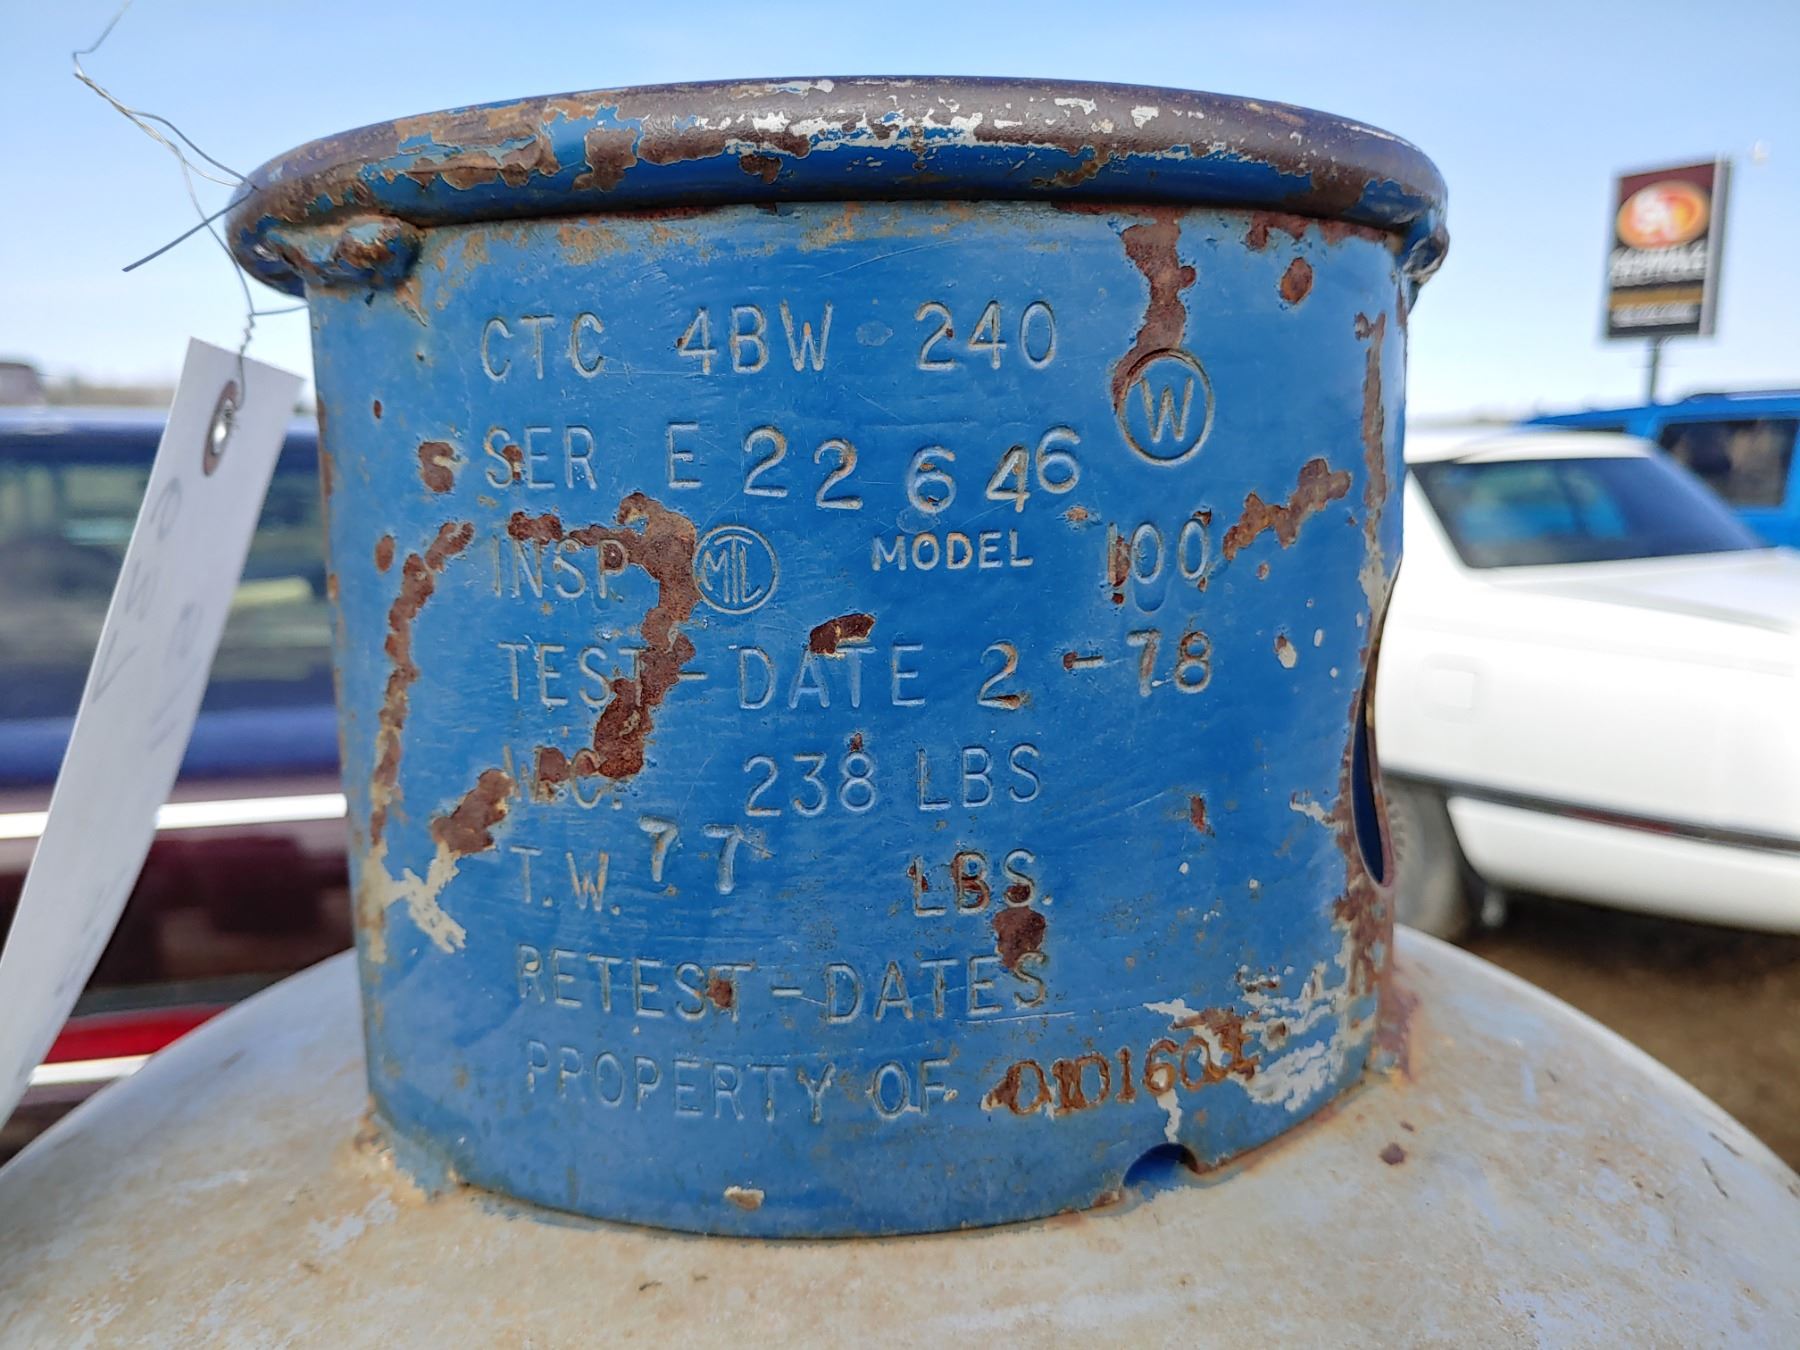 CTC 4BW 240
W
SER E 22646
INSP MTL MODEL 100
TEST-DATE 2-78
W.C. 238 LBS
T.W. 77 LBS.
RETEST-DATES
PROPERTY OF